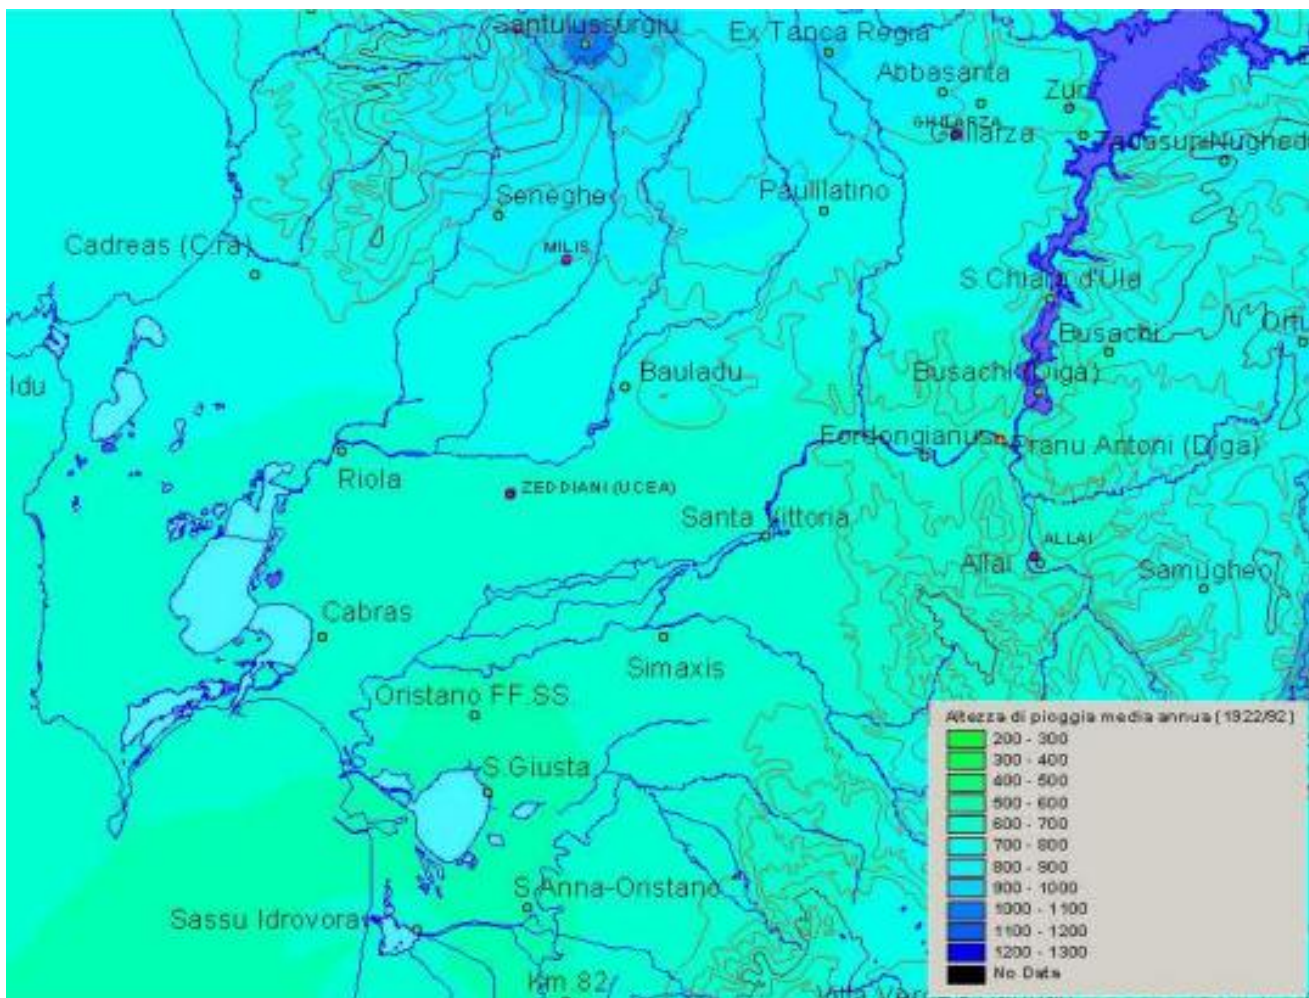 Santulussurgiu
Ex Tanca Regia
Abbasanta
Zuri
GHILARZA
Ghilarza
Seneghe
Paulilatino
Cadreas (C.ra)
MILIS
S.Chiara d'Ula
Busachi
Idu
Bauladu
Busachi (Diga)
Fordongianus
Pranu Antoni (Diga)
Riola
ZEDDIANI (UCEA)
Santa Vittoria
ALLAI
Allai
Samugheo
Cabras
Simaxis
Oristano FF.SS
S.Giusta
S.Anna-Oristano
Sassu Idrovora
Km 82
Altezza di pioggia media annua (1922/92)
200 - 300
300 - 400
400 - 500
500 - 600
600 - 700
700 - 800
800 - 900
900 - 1000
1000 - 1100
1100 - 1200
1200 - 1300
No Data